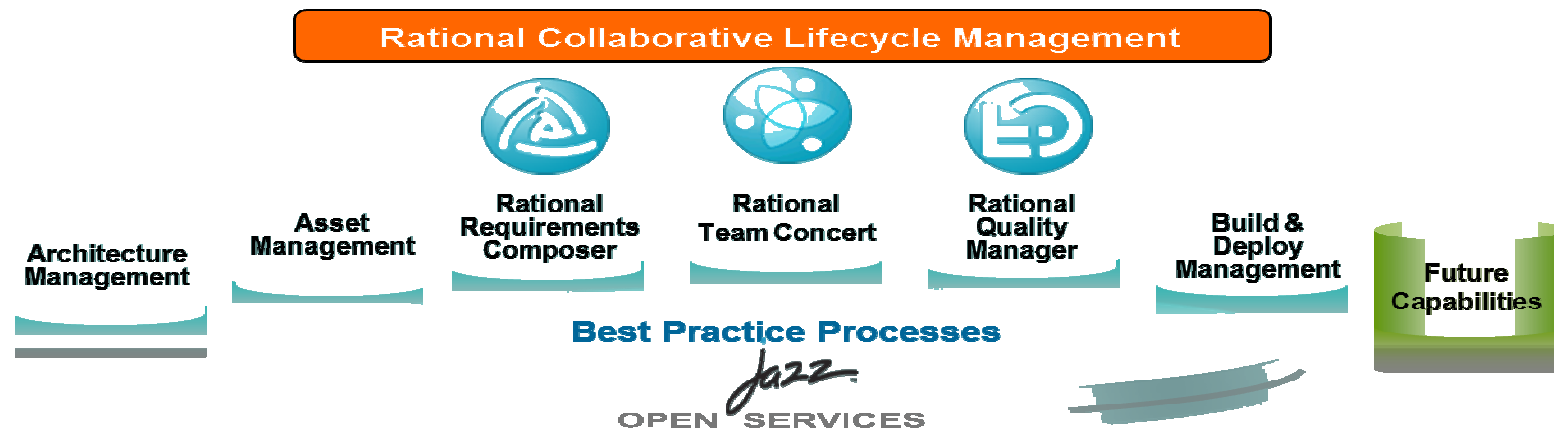 Rational Collaborative Lifecycle Management
Architecture
Management
Asset
Management
Rational
Requirements
Composer
Rational
Team Concert
Rational
Quality
Manager
Build &
Deploy
Management
Future
Capabilities
Best Practice Processes
Jazz
OPEN SERVICES